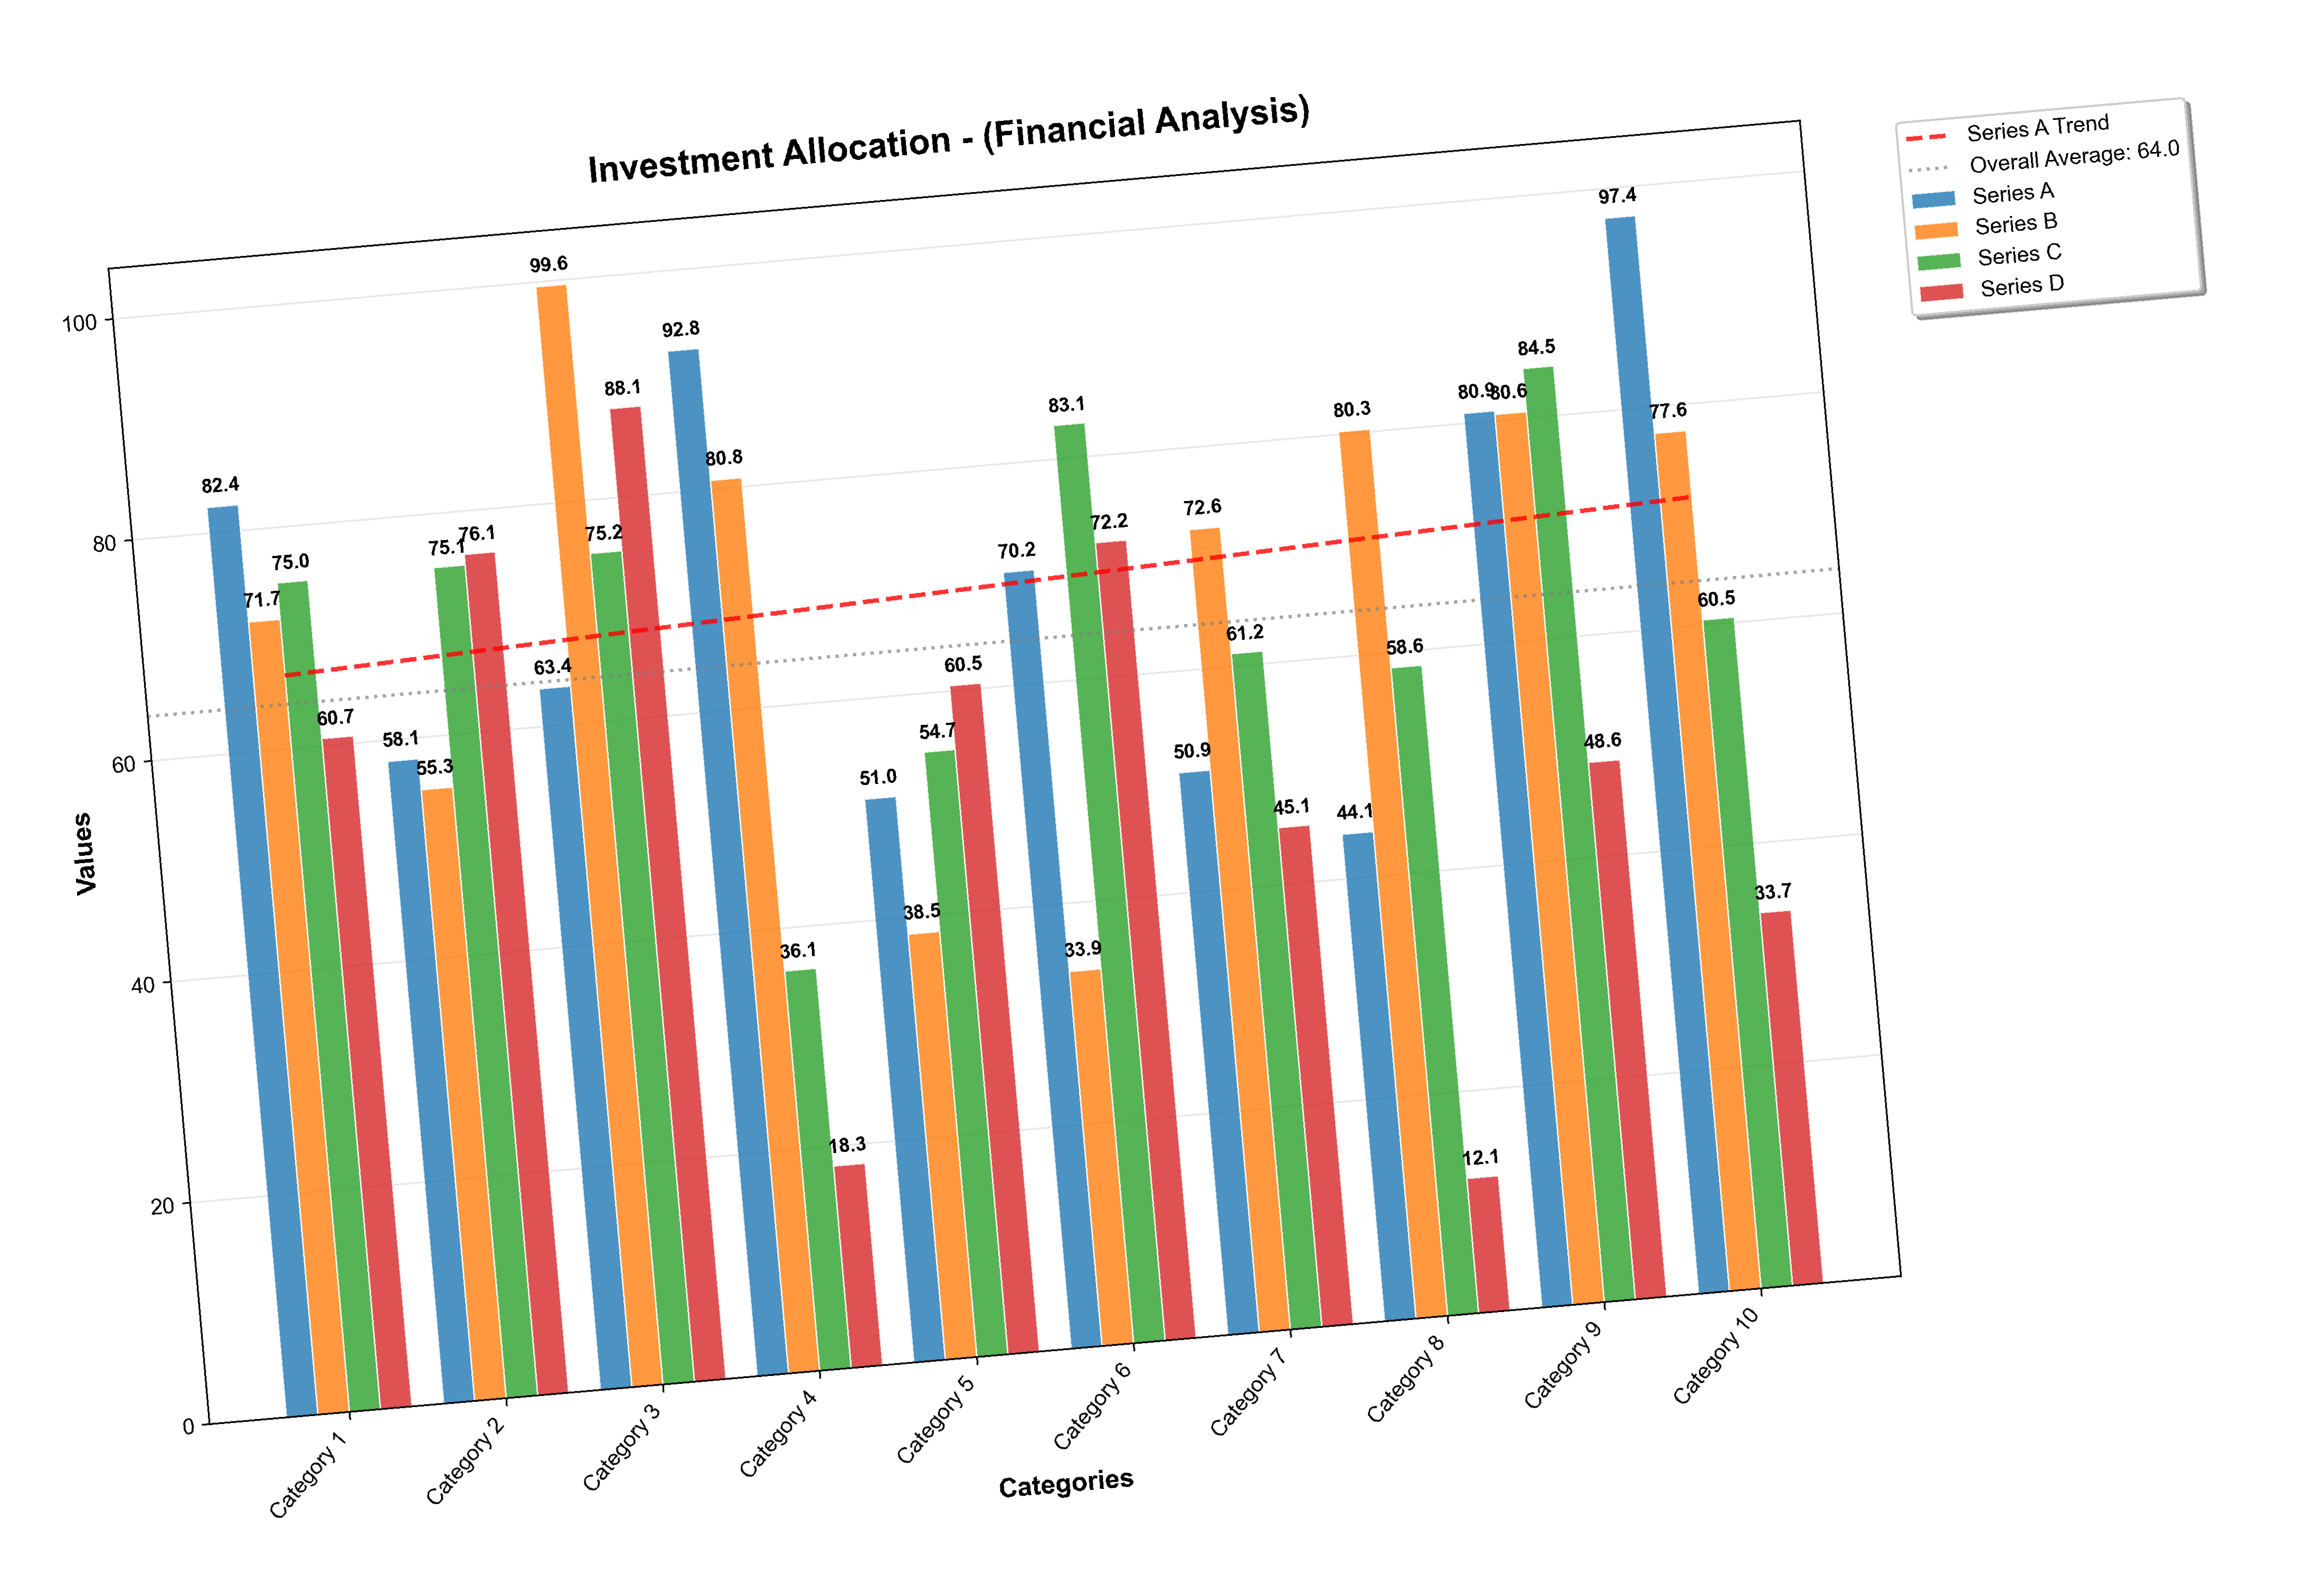 Investment Allocation - (Financial Analysis)
Series A Trend
Overall Average: 64.0
Series A
Series B
Series C
Series D
Values
100
80
60
40
20
0
82.4
71.7
75.0
60.7
58.1
55.3
75.1
76.1
63.4
99.6
75.2
88.1
92.8
80.8
36.1
18.3
51.0
38.5
54.7
60.5
70.2
33.9
83.1
72.2
50.9
72.6
61.2
45.1
44.1
80.3
58.6
12.1
80.9
80.6
84.5
48.6
97.4
77.6
60.5
33.7
Category 1
Category 2
Category 3
Category 4
Category 5
Category 6
Category 7
Category 8
Category 9
Category 10
Categories